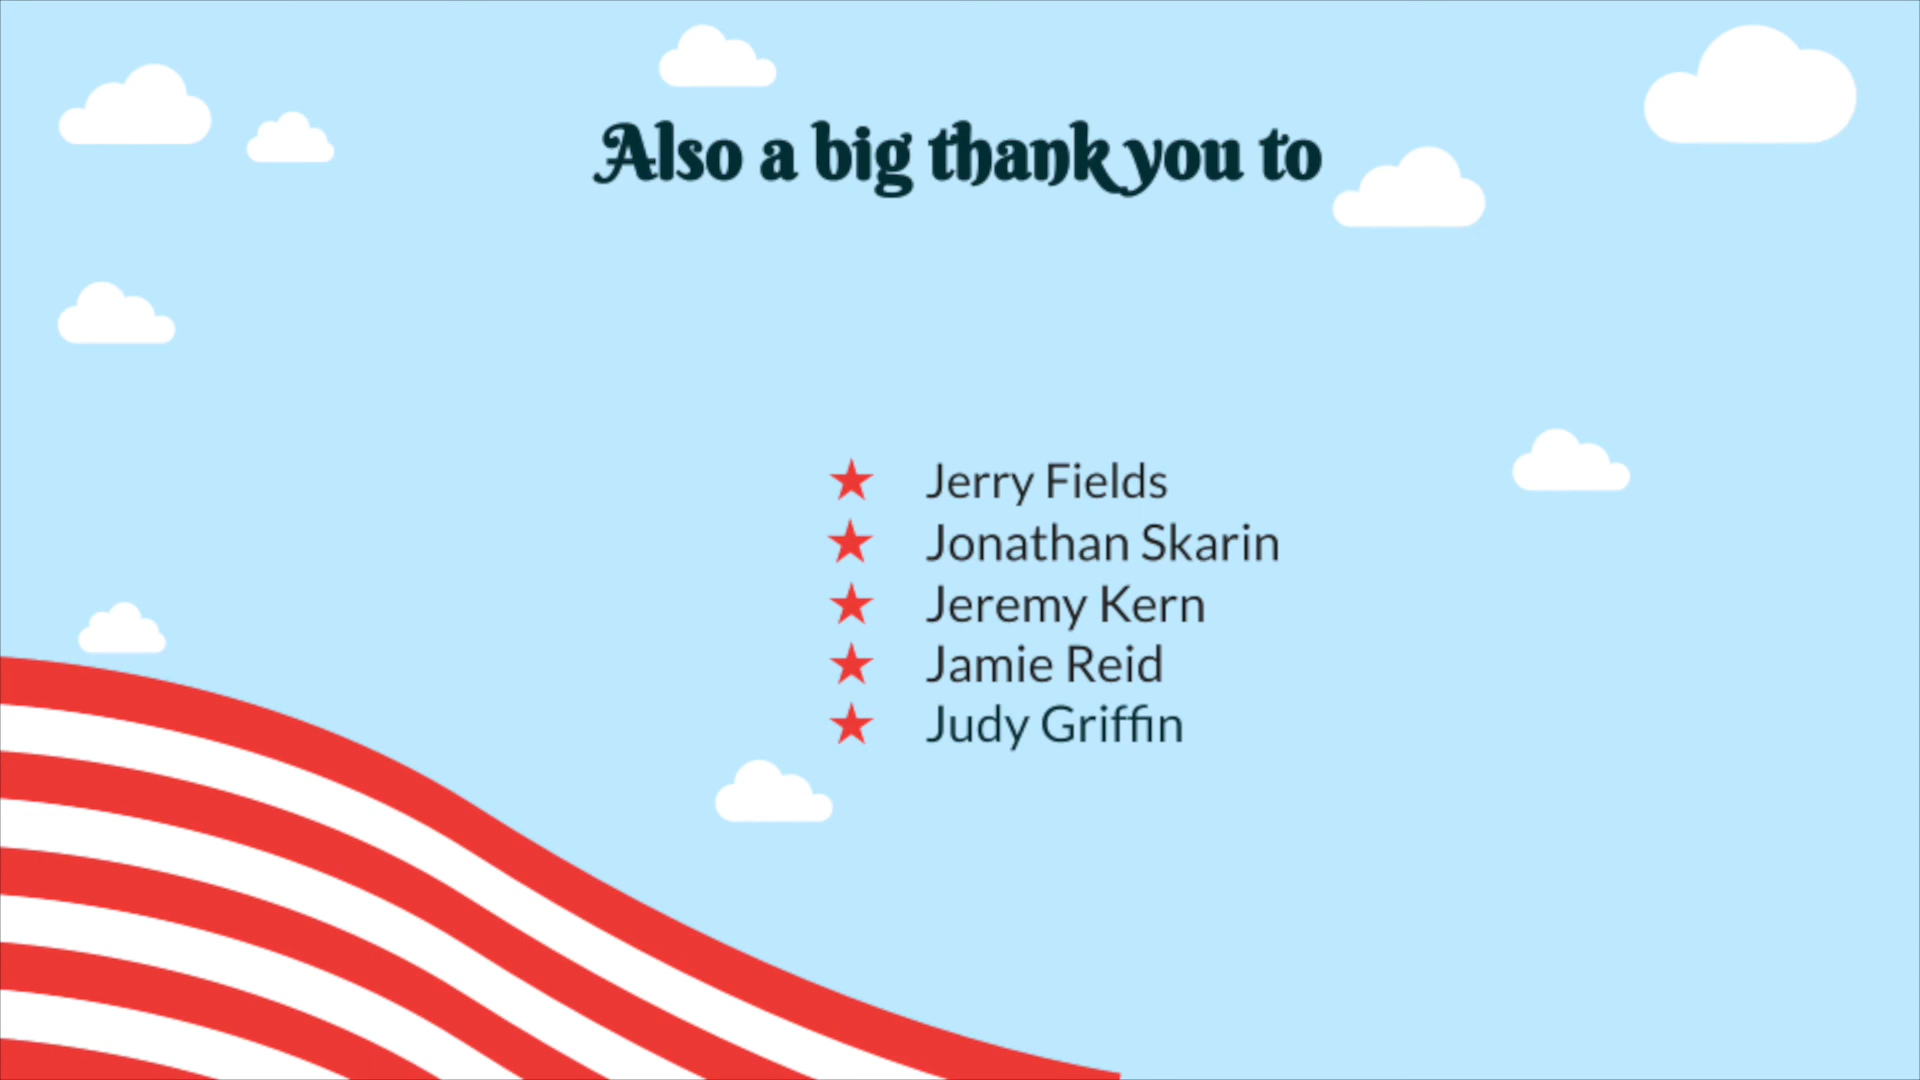 Also a big thank you to
Jerry Fields
Jonathan Skarin
Jeremy Kern
Jamie Reid
Judy Griffin